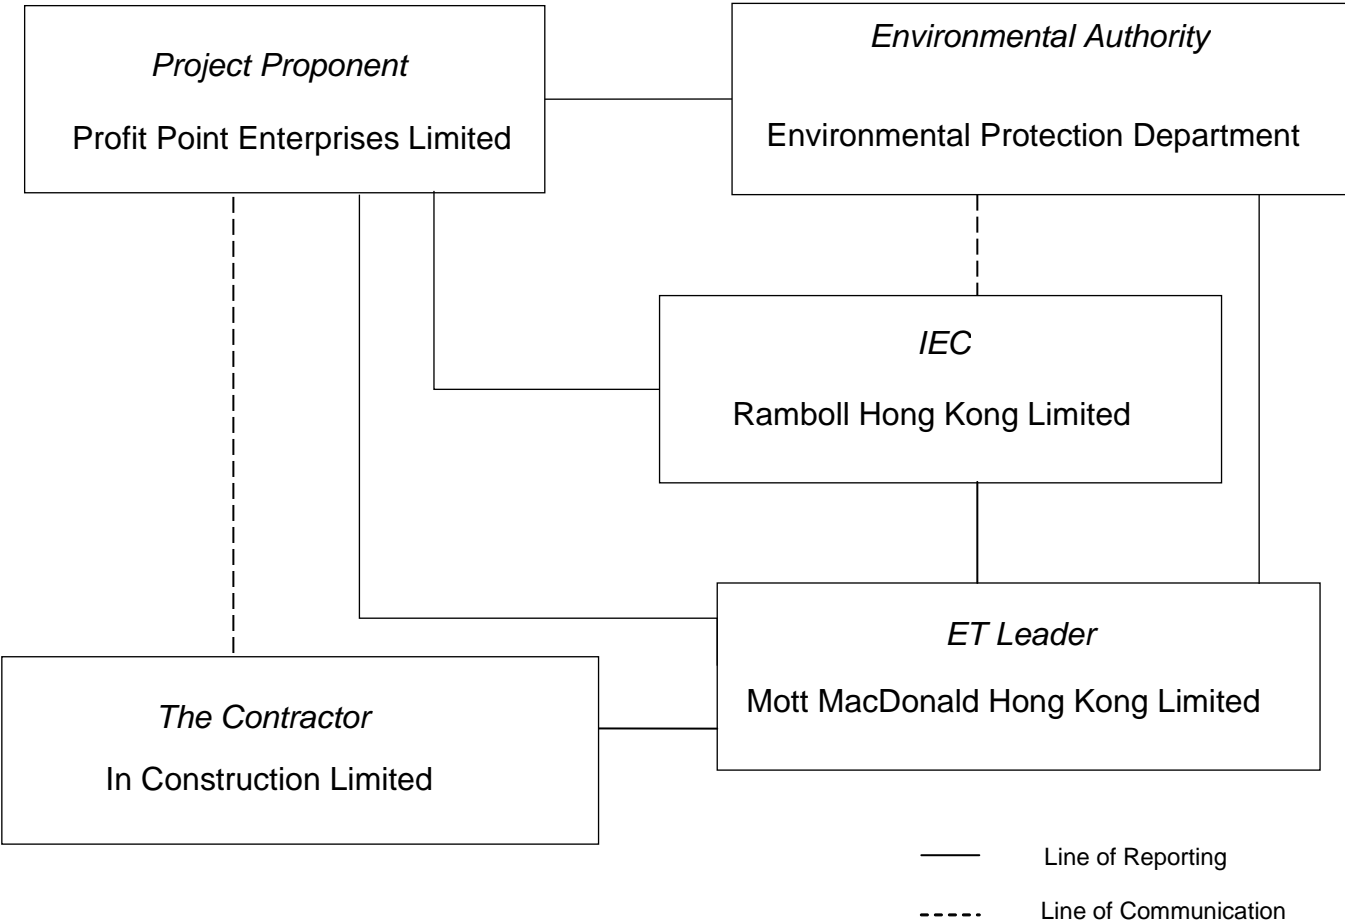 Project Proponent
Profit Point Enterprises Limited
Environmental Authority
Environmental Protection Department
IEC
Ramboll Hong Kong Limited
ET Leader
Mott MacDonald Hong Kong Limited
The Contractor
In Construction Limited
Line of Reporting
Line of Communication